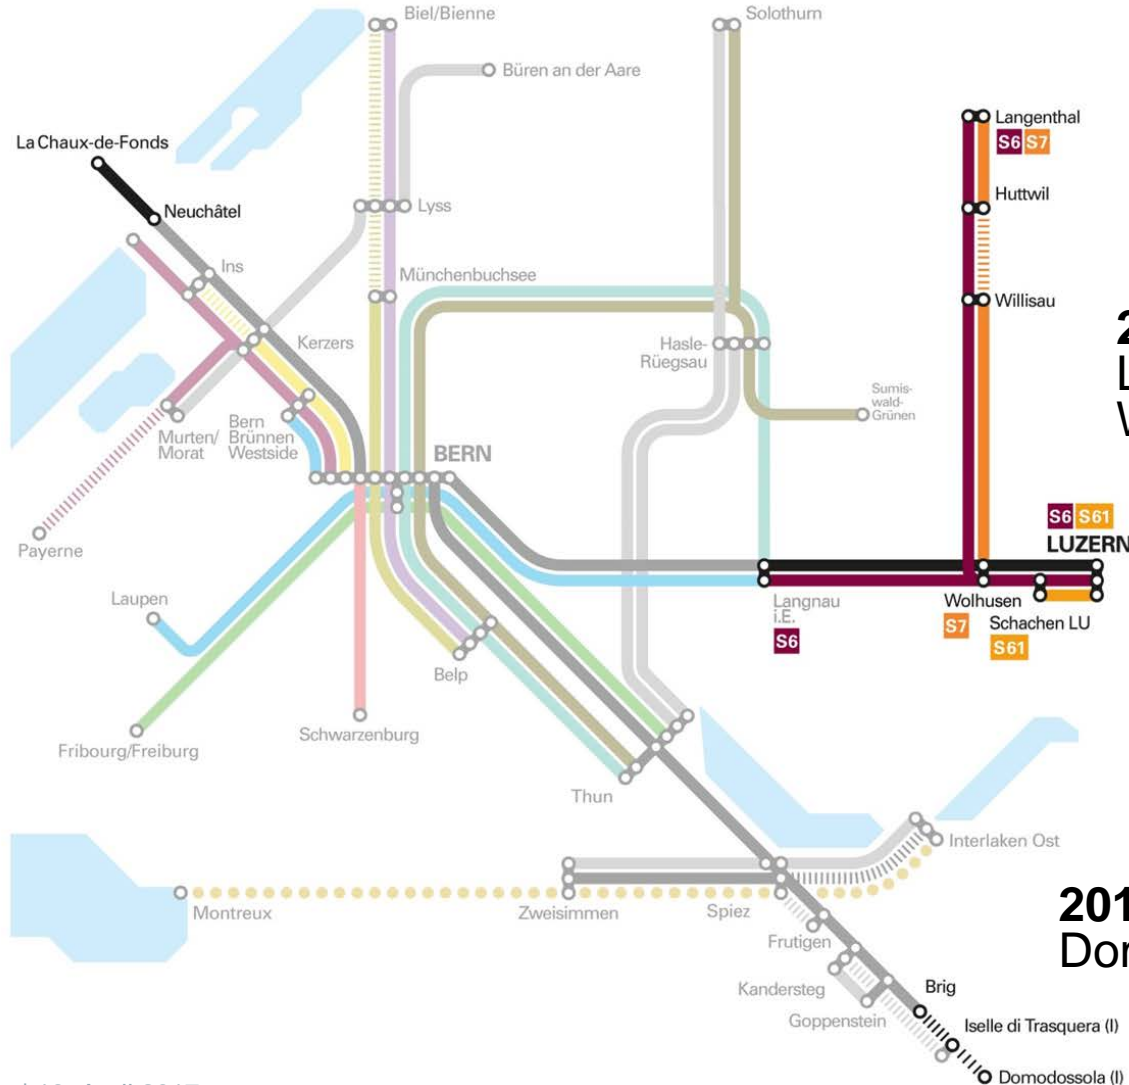 Biel/Bienne
Solothurn
Büren an der Aare
Langenthal
S6 S7
La Chaux-de-Fonds
Huttwil
Neuchâtel
Lyss
Ins
Münchenbuchsee
Willisau
Kerzers
Hasle-
Rüegsau
2
L
W
Sumis-
wald-
Grünen
Murten/
Morat
Bern
Brünnen
Westside
BERN
S6 S61
LUZERN
Payerne
Laupen
Langnau
i.E.
S6
Wolhusen
S7
Schachen LU
S61
Belp
Schwarzenburg
Fribourg/Freiburg
Thun
Interlaken Ost
Montreux
Zweisimmen
Spiez
201
Dor
Frutigen
Kandersteg
Brig
Goppenstein
Iselle di Trasquera (I)
Domodossola (I)